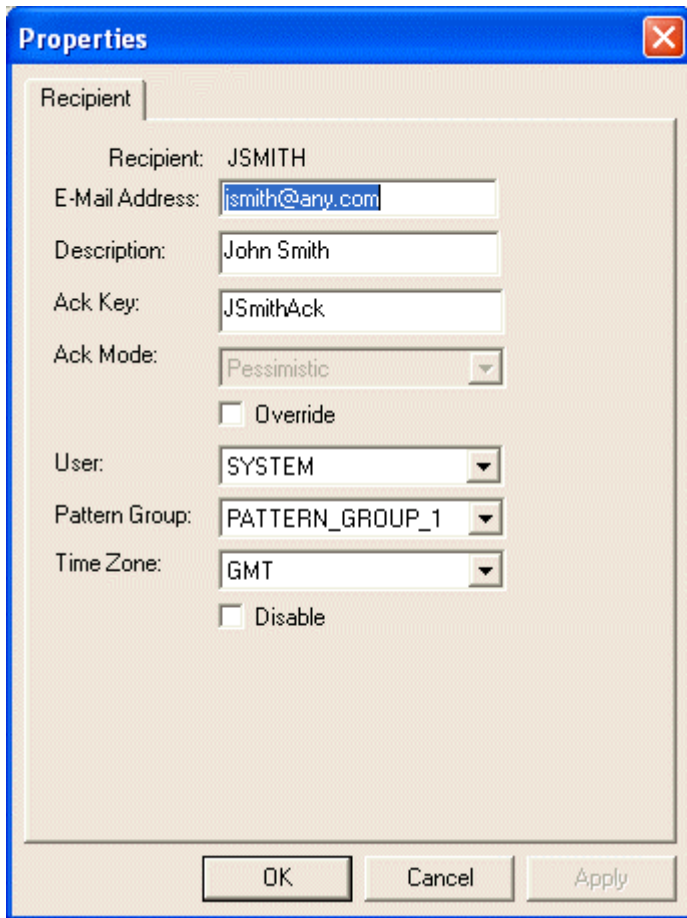 Properties
Recipient
Recipient: JSMITH
E-Mail Address: jsmith@any.com
Description: John Smith
Ack Key: JSmithAck
Ack Mode: Pessimistic
Override
User: SYSTEM
Pattern Group: PATTERN_GROUP_1
Time Zone: GMT
Disable
OK Cancel Apply